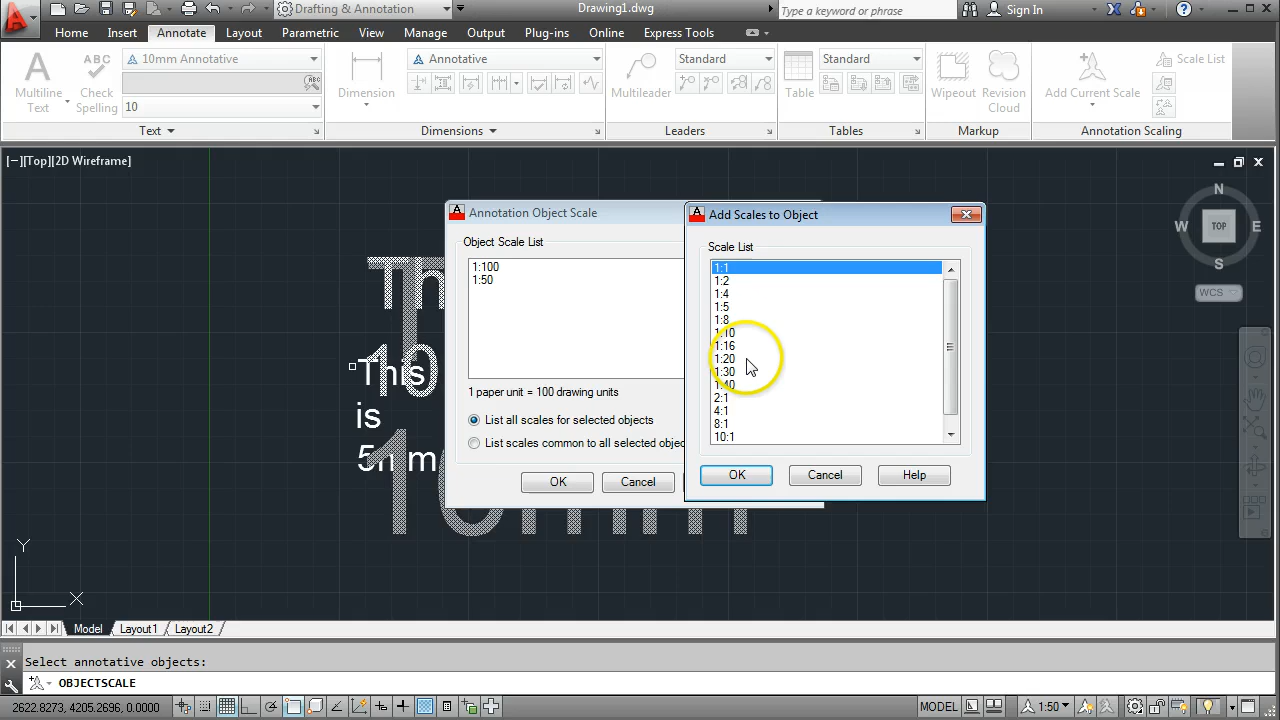 Drafting & Annotation
Drawing1.dwg
Type a keyword or phrase
Sign In
Home
Insert
Annotate
Layout
Parametric
View
Manage
Output
Plug-ins
Online
Express Tools
A
Multiline
Text
ABC
Check
Spelling
10mm Annotative
ABC
10
Text
Dimension
Annotative
Dimensions
Multileader
Standard
Leaders
Table
Standard
Tables
Wipeout
Revision
Cloud
Markup
Add Current Scale
Scale List
Annotation Scaling
[−][Top][2D Wireframe]
N
W
TOP
E
S
WCS
Th
10
This
is
5mm
10mm
Annotation Object Scale
Object Scale List
1:100
1:50
1 paper unit = 100 drawing units
List all scales for selected objects
List scales common to all selected objec
OK
Cancel
Add Scales to Object
Scale List
1:1
1:2
1:4
1:5
1:8
1:10
1:16
1:20
1:30
1:40
2:1
4:1
8:1
10:1
OK
Cancel
Help
Y
X
Model
Layout1
Layout2
Select annotative objects:
OBJECTSCALE
2622.8273, 4205.2696, 0.0000
MODEL
1:50